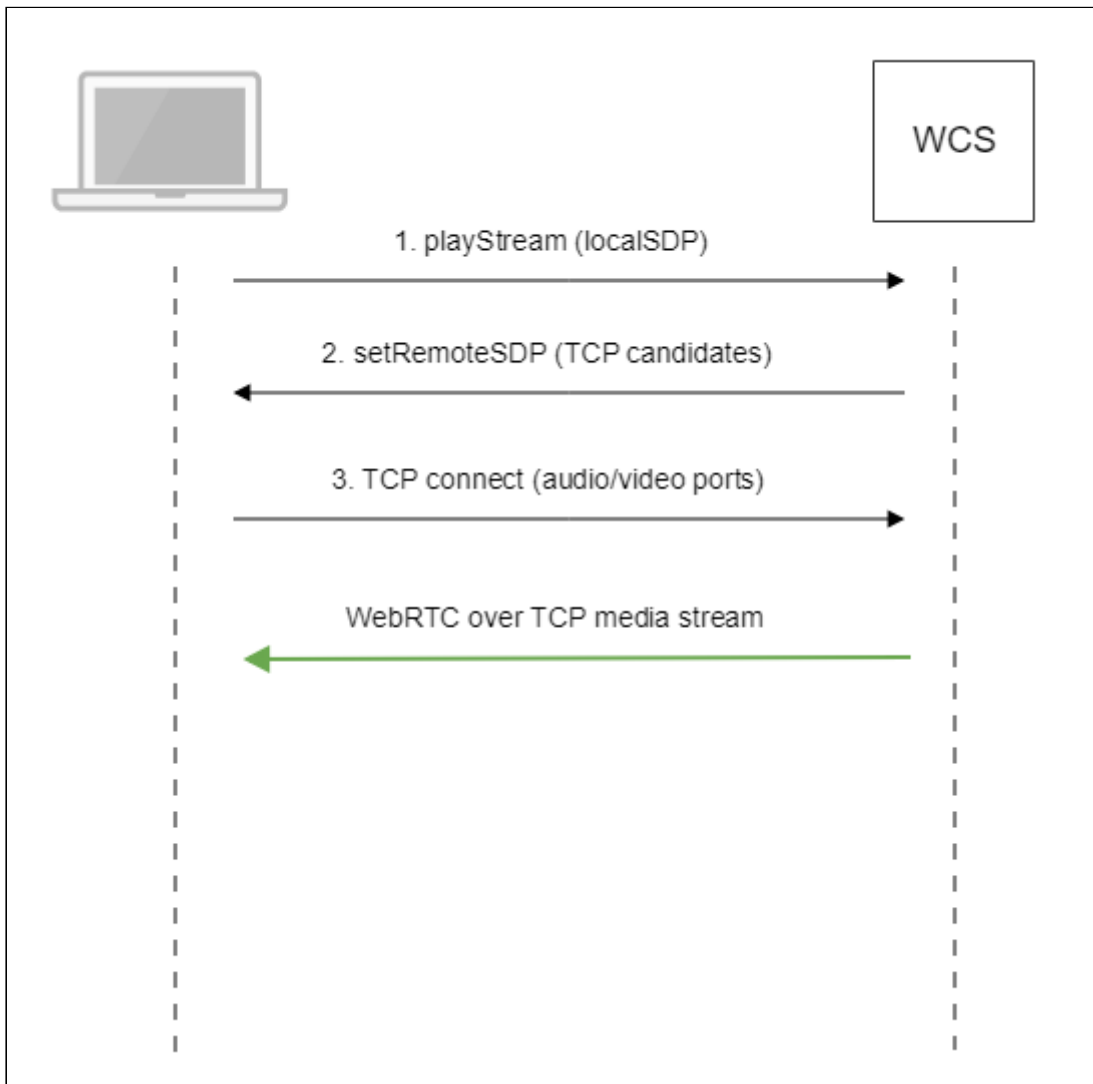 WCS
1. playStream (localSDP)
2. setRemoteSDP (TCP candidates)
3. TCP connect (audio/video ports)
WebRTC over TCP media stream